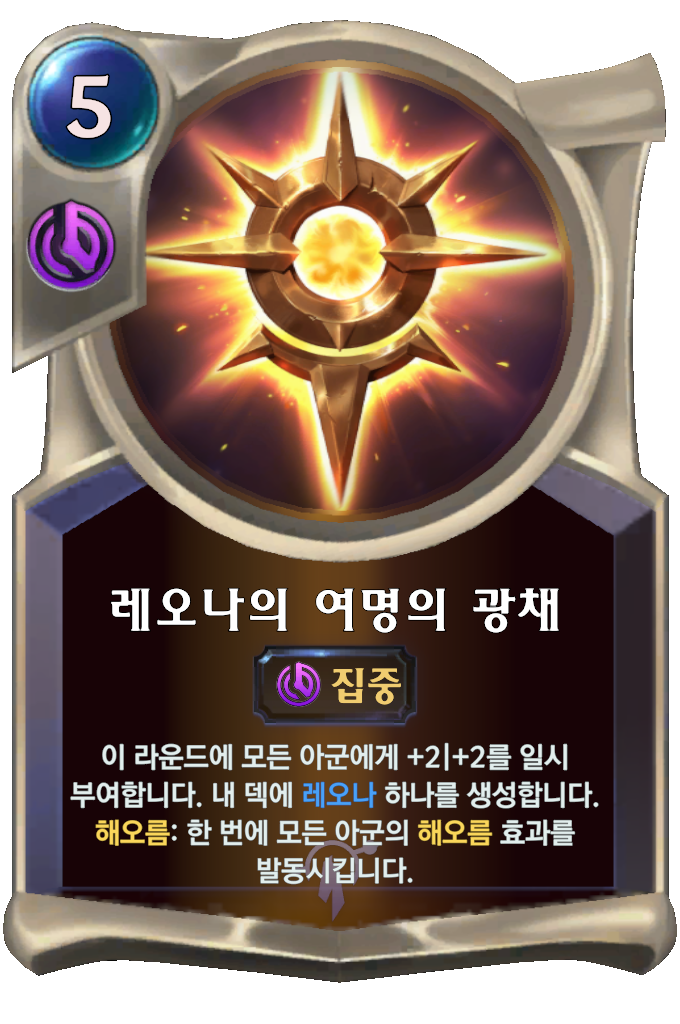 5
레오나의 여명의 광채
집중
이 라운드에 모든 아군에게 +2|+2를 일시
부여합니다. 내 덱에 레오나 하나를 생성합니다.
해오름: 한 번에 모든 아군의 해오름 효과를
발동시킵니다.